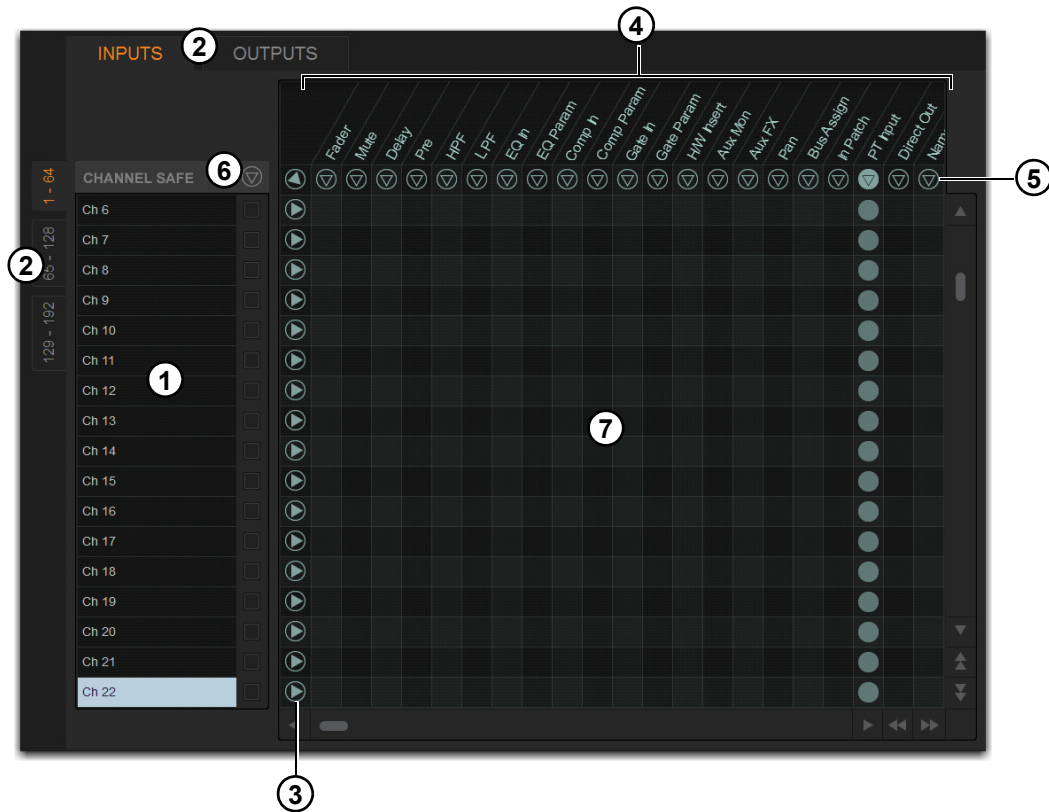 4
INPUTS 2 OUTPUTS
Fader
Mute
Delay
Pre
HPF
LPF
EQ In
EQ Param
Comp In
Comp Param
Gate In
Gate Param
H/W Insert
Aux Mon
Aux FX
Pan
Bus Assign
In Patch
PT Input
Direct Out
Nam
CHANNEL SAFE 6
5
1 - 64
65 - 128
2
129 - 192
Ch 6
Ch 7
Ch 8
Ch 9
Ch 10
Ch 11
Ch 12
1
Ch 13
7
Ch 14
Ch 15
Ch 16
Ch 17
Ch 18
Ch 19
Ch 20
Ch 21
Ch 22
3